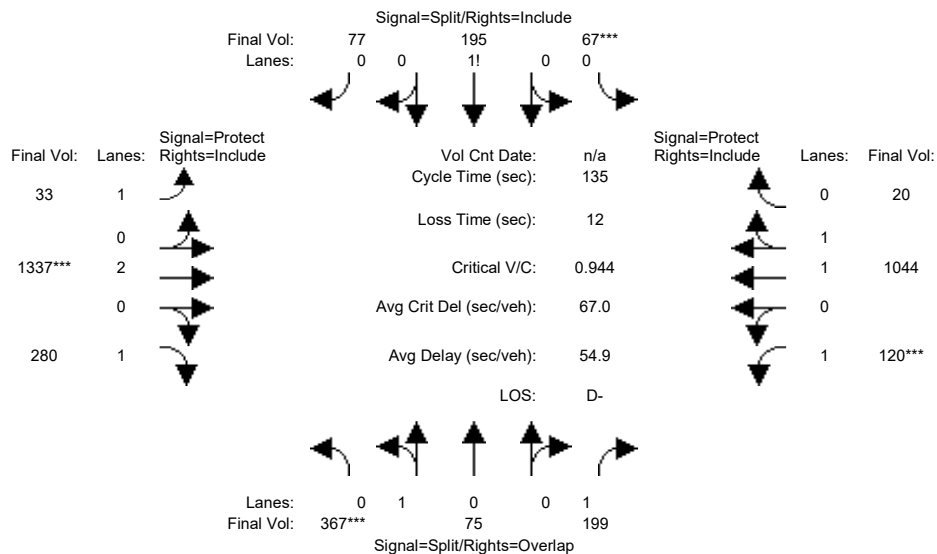 Signal=Split/Rights=Include
Final Vol: 77 195 67***
Lanes: 0 0 1! 0 0
Signal=Protect
Final Vol: Lanes: Rights=Include
Vol Cnt Date: n/a
Signal=Protect
Rights=Include Lanes: Final Vol:
Cycle Time (sec): 135
33 1
0 20
Loss Time (sec): 12
0
1
1337*** 2
Critical V/C: 0.944
1 1044
0
Avg Crit Del (sec/veh): 67.0
0
280 1
Avg Delay (sec/veh): 54.9
1 120***
LOS: D-
Lanes: 0 1 0 0 1
Final Vol: 367*** 75 199
Signal=Split/Rights=Overlap